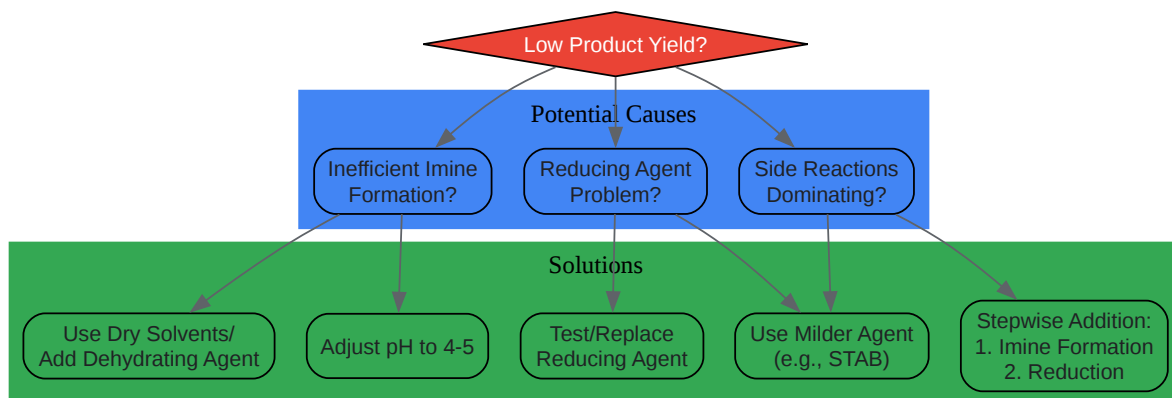 Low Product Yield?
Potential Causes
Inefficient Imine
Formation?
Reducing Agent
Problem?
Side Reactions
Dominating?
Solutions
Use Dry Solvents/
Add Dehydrating Agent
Adjust pH to 4-5
Test/Replace
Reducing Agent
Use Milder Agent
(e.g., STAB)
Stepwise Addition:
1. Imine Formation
2. Reduction